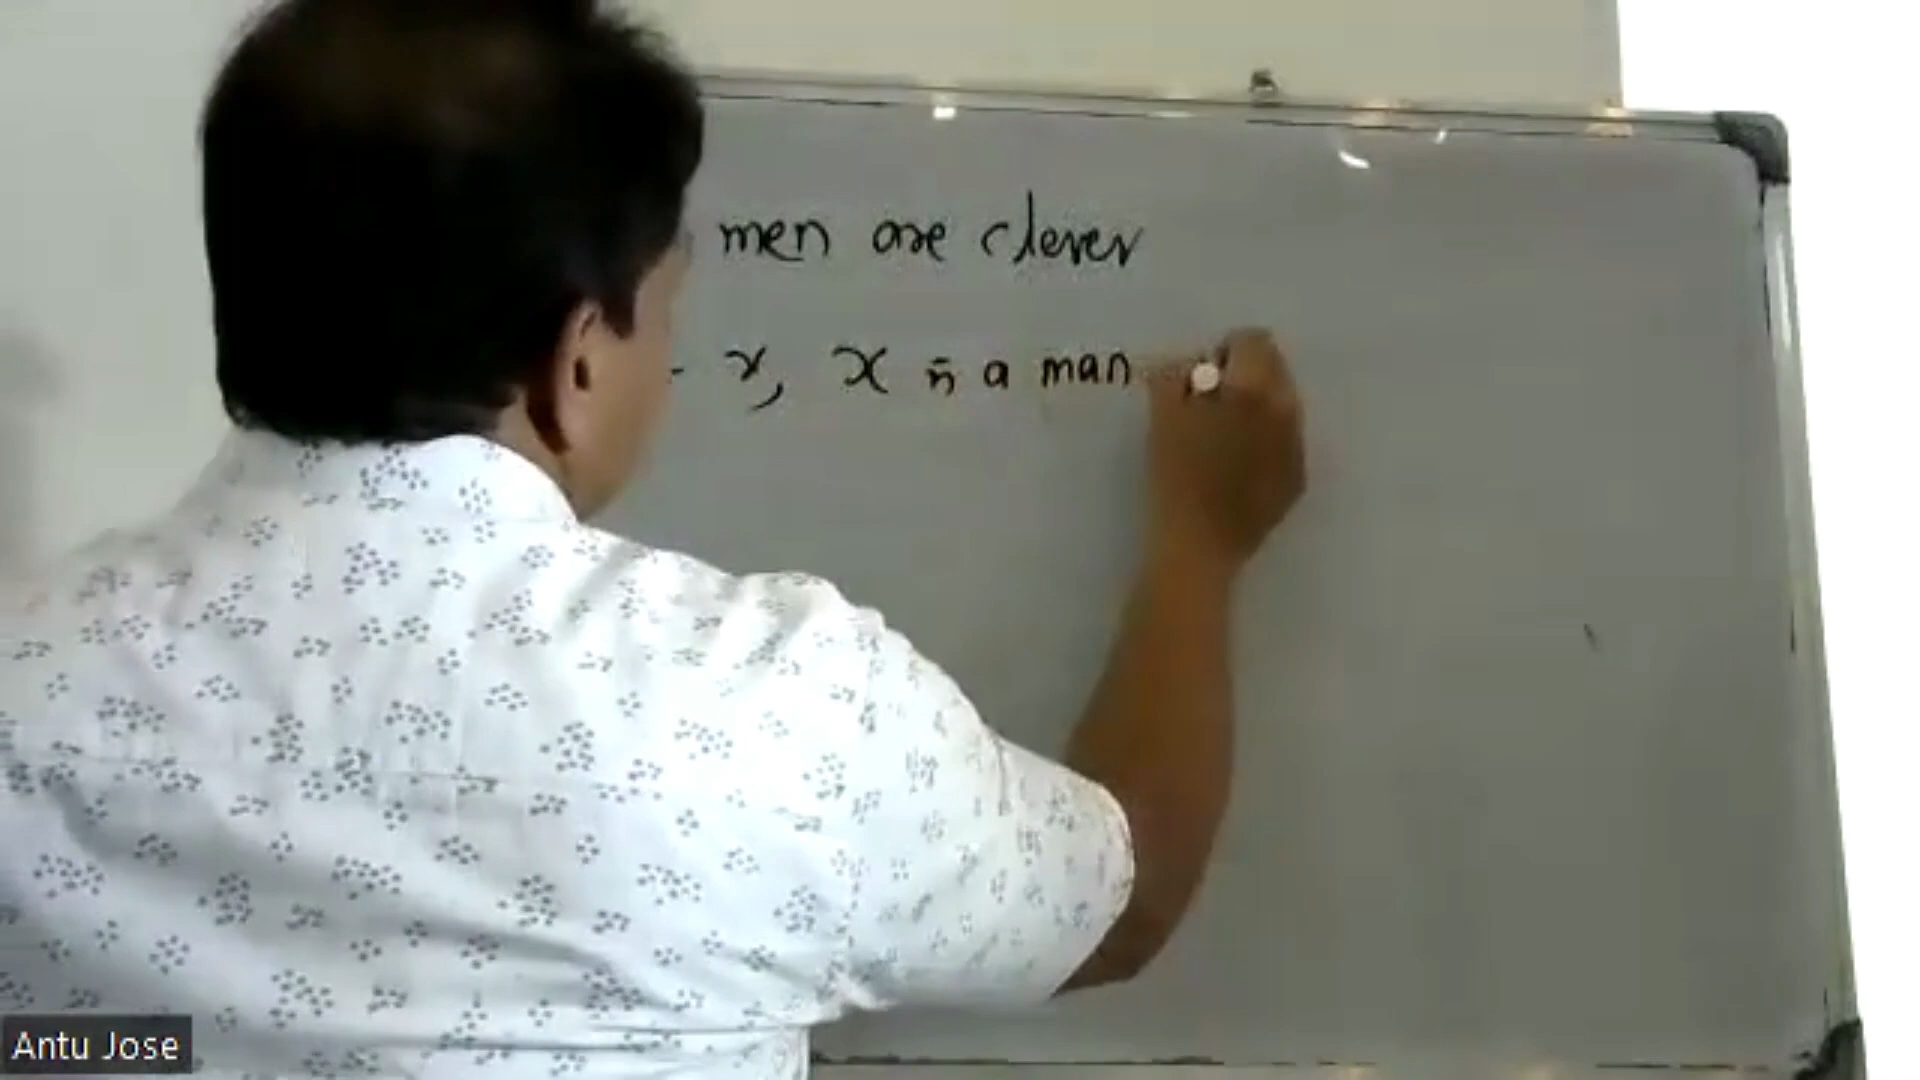 men are clever
- x, x is a man
Antu Jose